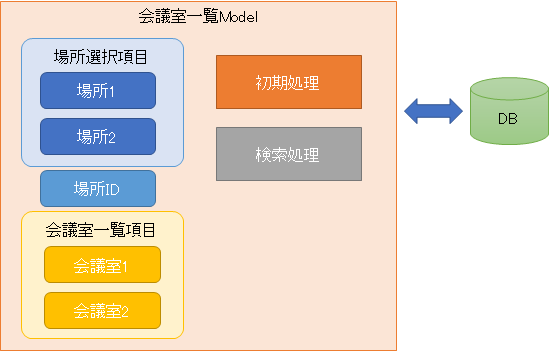 会議室一覧Model
場所選択項目
場所1
場所2
場所ID
会議室一覧項目
会議室1
会議室2
初期処理
検索処理
DB